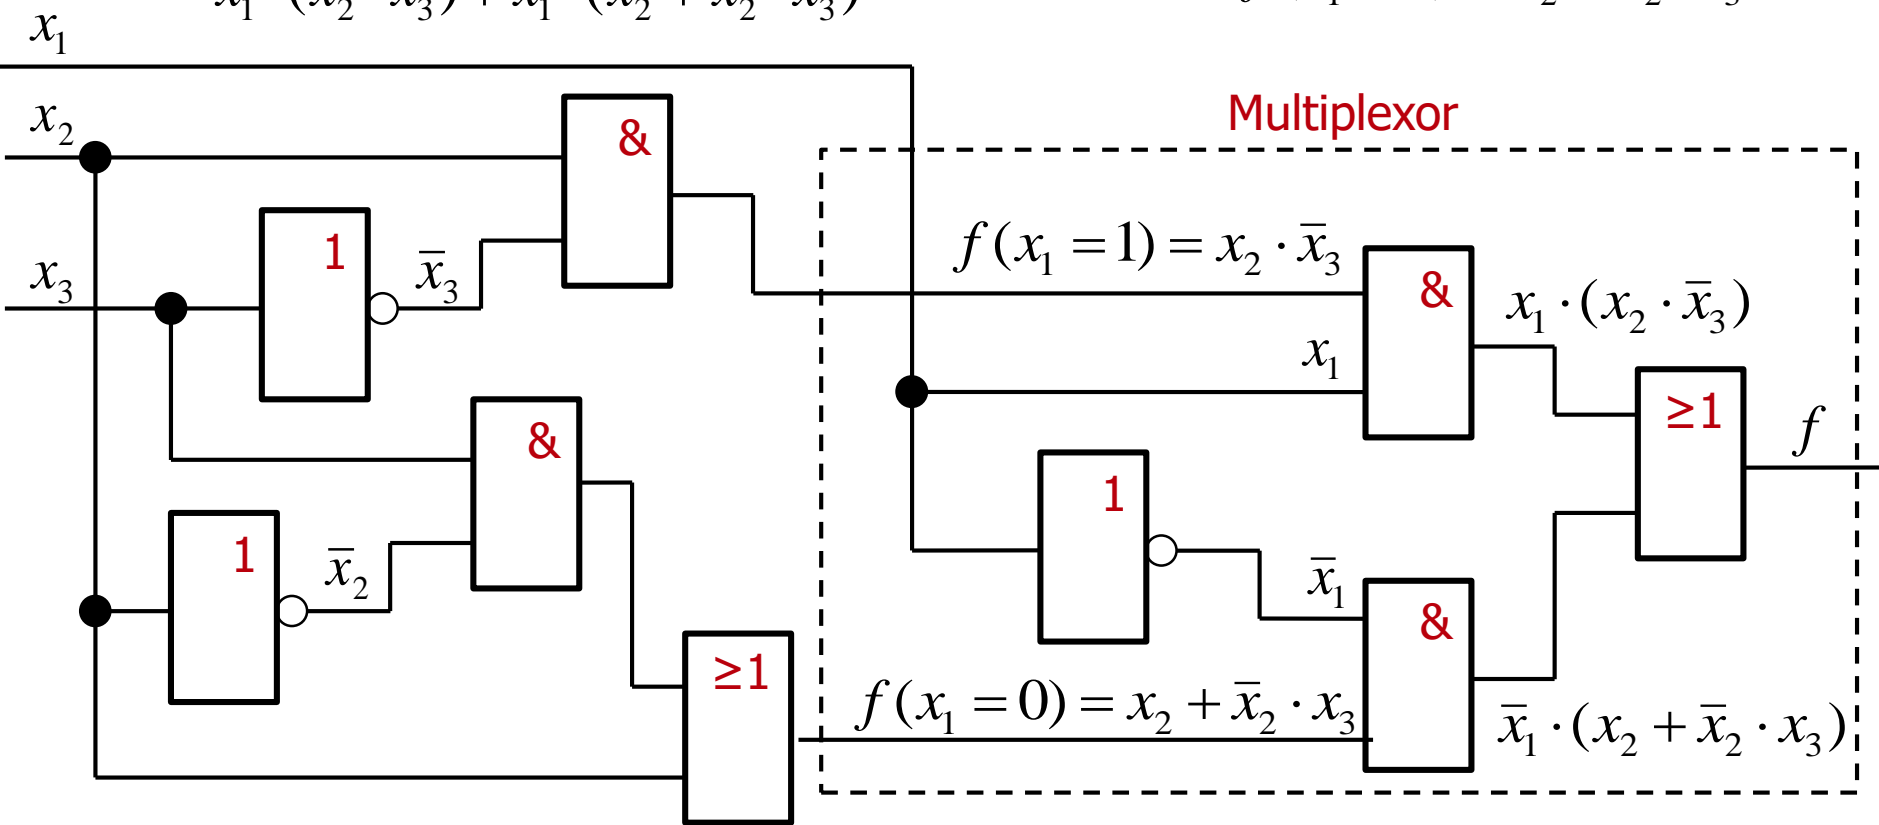 x₁
x₂
&
Multiplexor
1
x̄₃
x₃
f(x₁ = 1) = x₂ · x̄₃
&
x₁ · (x₂ · x̄₃)
x₁
≥1
f
&
1
1
x̄₂
x̄₁
&
≥1
f(x₁ = 0) = x₂ + x̄₂ · x₃
x̄₁ · (x₂ + x̄₂ · x₃)